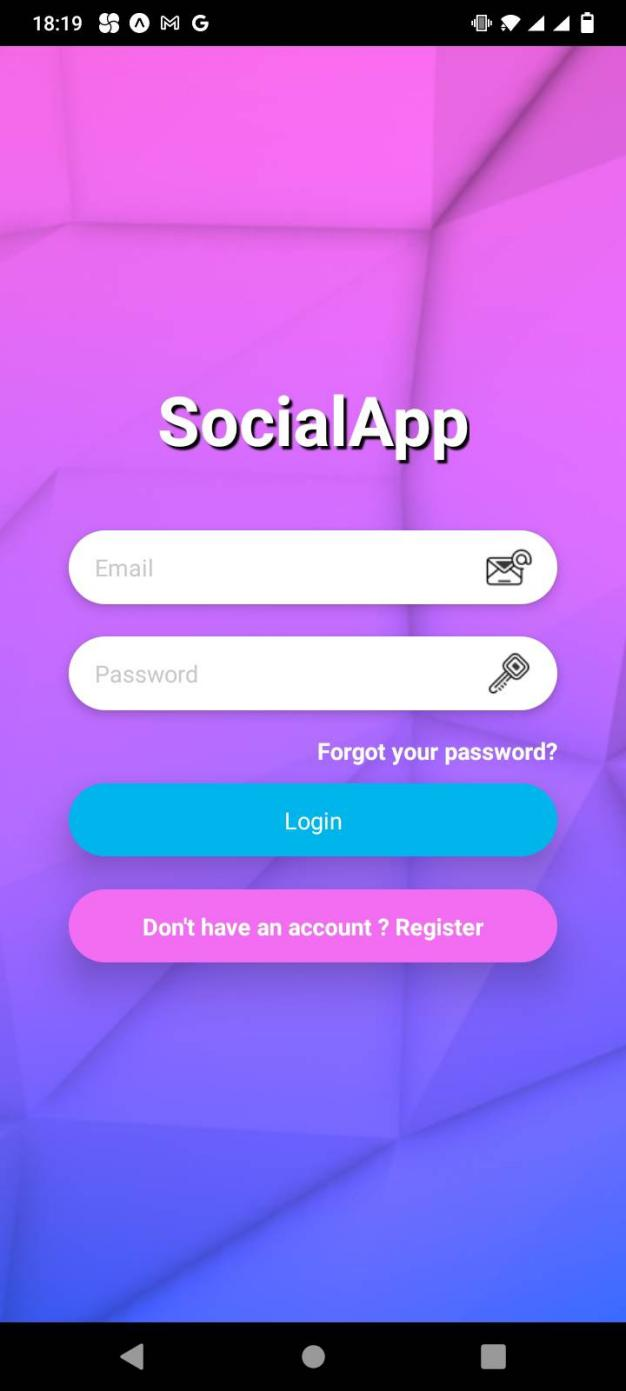 18:19
SocialApp
Email
Password
Forgot your password?
Login
Don't have an account ? Register